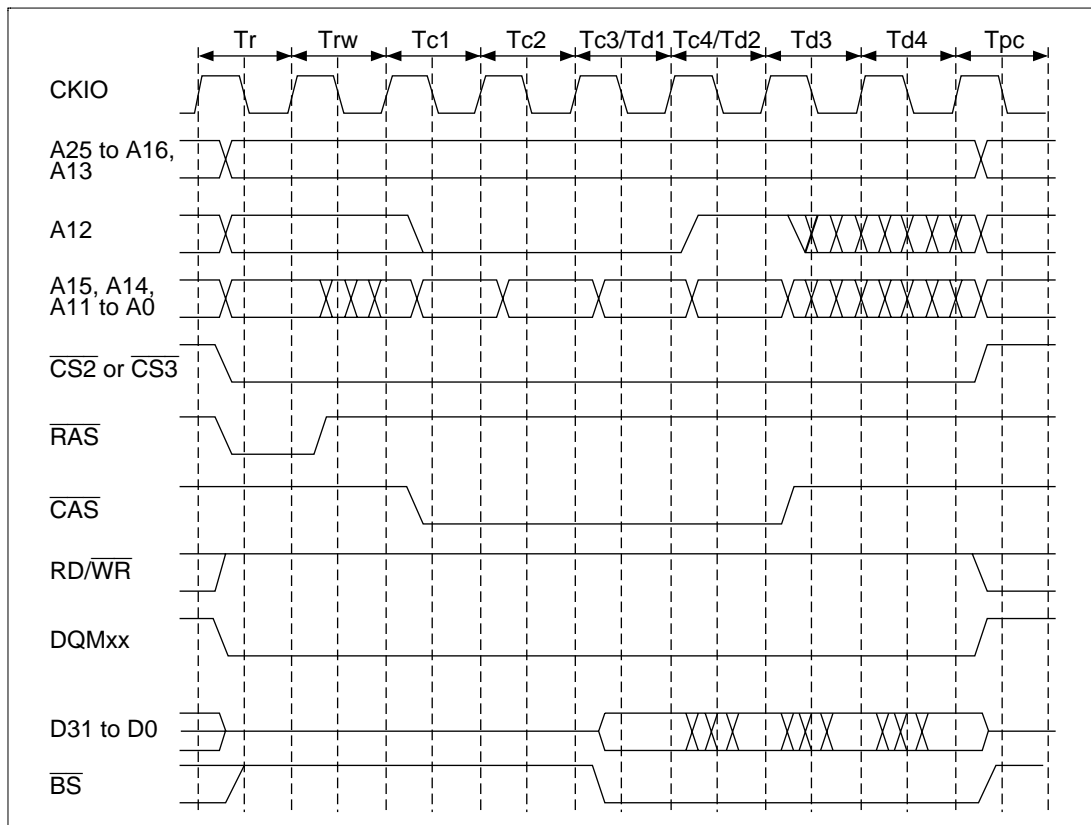 Tr Trw Tc1 Tc2 Tc3/Td1 Tc4/Td2 Td3 Td4 Tpc
CKIO
A25 to A16,
A13
A12
A15, A14,
A11 to A0
CS2 or CS3
RAS
CAS
RD/WR
DQMxx
D31 to D0
BS